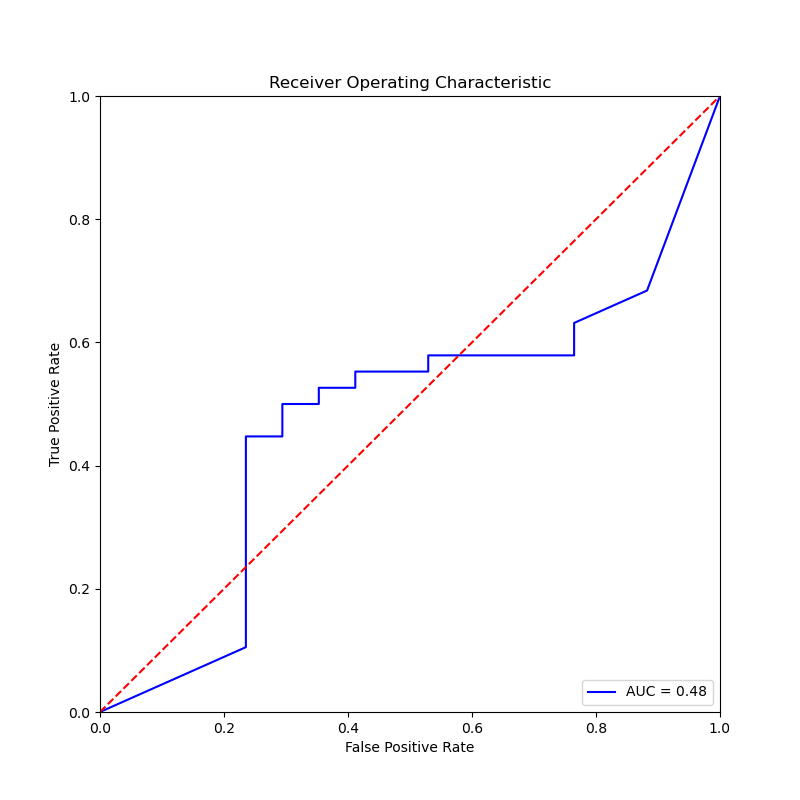 Receiver Operating Characteristic
1.0
0.8
0.6
0.4
0.2
0.0
True Positive Rate
AUC = 0.48
0.0 0.2 0.4 0.6 0.8 1.0
False Positive Rate